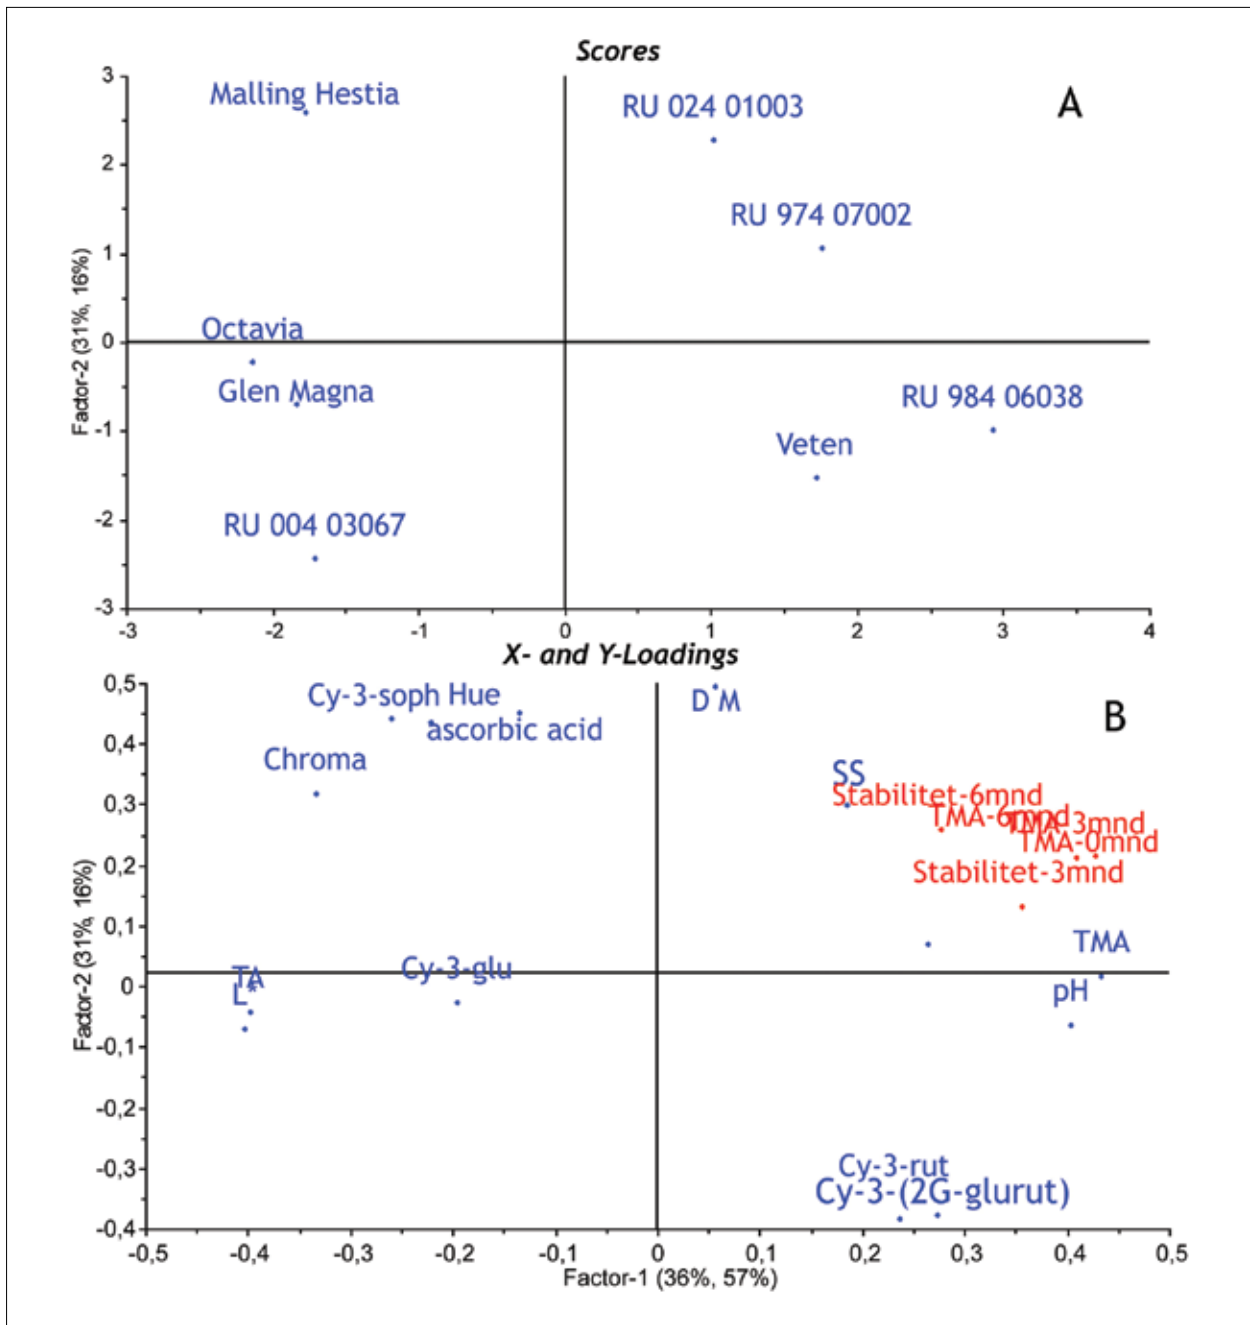 Scores
A
3
2
1
0
-1
-2
-3
Factor-2 (31%, 16%)
Malling Hestia
RU 024 01003
RU 974 07002
Octavia
Glen Magna
RU 984 06038
Veten
RU 004 03067
-3 -2 -1 0 1 2 3 4
X- and Y-Loadings
B
0,5
0,4
0,3
0,2
0,1
0
-0,1
-0,2
-0,3
-0,4
Factor-2 (31%, 16%)
Cy-3-soph Hue
D M
ascorbic acid
Chroma
SS
Stabilitet-6mnd
TMA-6mnd
TMA-3mnd
TMA-0mnd
Stabilitet-3mnd
TMA
Cy-3-glu
TA
L*
pH
Cy-3-rut
Cy-3-(2G-glurut)
-0,5 -0,4 -0,3 -0,2 -0,1 0 0,1 0,2 0,3 0,4 0,5
Factor-1 (36%, 57%)